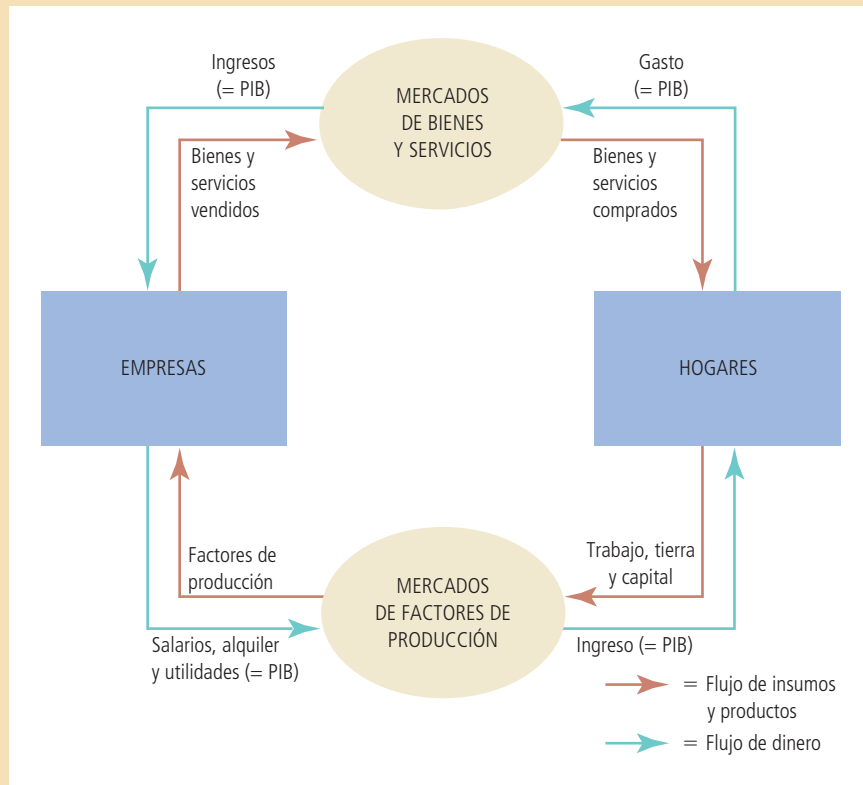 Ingresos
(= PIB)
MERCADOS
DE BIENES
Y SERVICIOS
Gasto
(= PIB)
Bienes y
servicios
vendidos
Bienes y
servicios
comprados
EMPRESAS
HOGARES
Factores de
producción
MERCADOS
DE FACTORES DE
PRODUCCIÓN
Trabajo, tierra
y capital
Salarios, alquiler
y utilidades (= PIB)
Ingreso (= PIB)
= Flujo de insumos
y productos
= Flujo de dinero